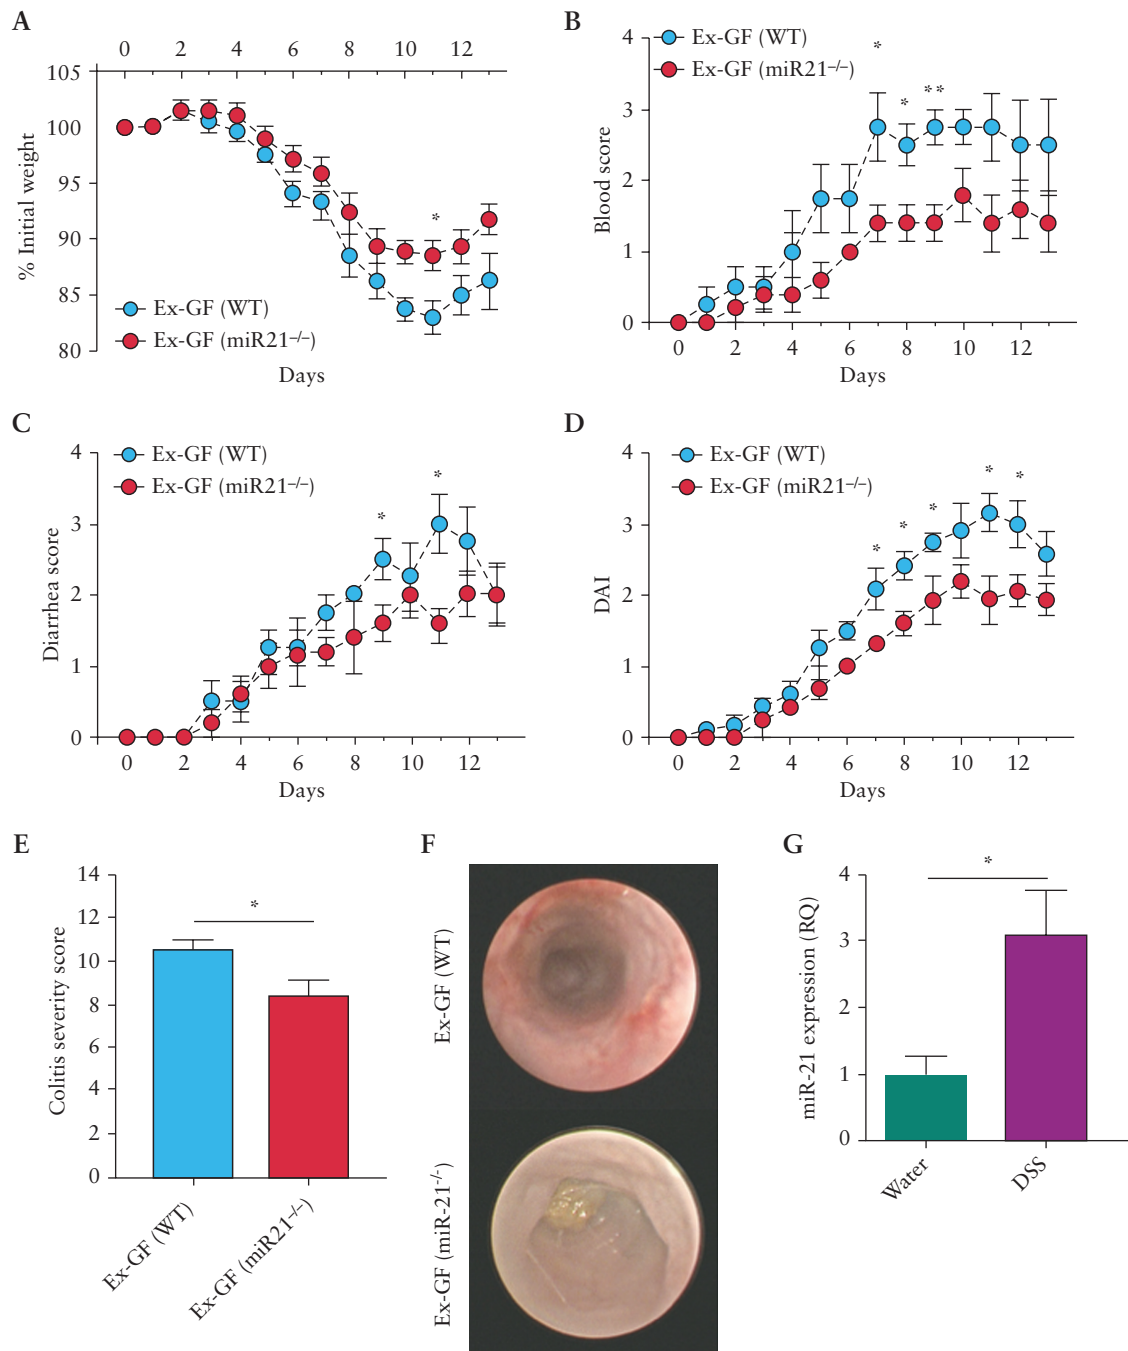 A
0 2 4 6 8 10 12
105
100
95
90
85
80
% Initial weight
*
Ex-GF (WT)
Ex-GF (miR21⁻/⁻)
Days
B
4
3
2
1
0
Blood score
Ex-GF (WT)
Ex-GF (miR21⁻/⁻)
* * **
0 2 4 6 8 10 12
Days
C
4
3
2
1
0
Diarrhea score
Ex-GF (WT)
Ex-GF (miR21⁻/⁻)
* *
0 2 4 6 8 10 12
Days
D
4
3
2
1
0
DAI
Ex-GF (WT)
Ex-GF (miR21⁻/⁻)
* * * * *
0 2 4 6 8 10 12
Days
E
14
12
10
8
6
4
2
0
Colitis severity score
*
Ex-GF (WT)
Ex-GF (miR21⁻/⁻)
F
Ex-GF (WT)
Ex-GF (miR-21⁻/⁻)
G
4
3
2
1
0
miR-21 expression (RQ)
*
Water
DSS